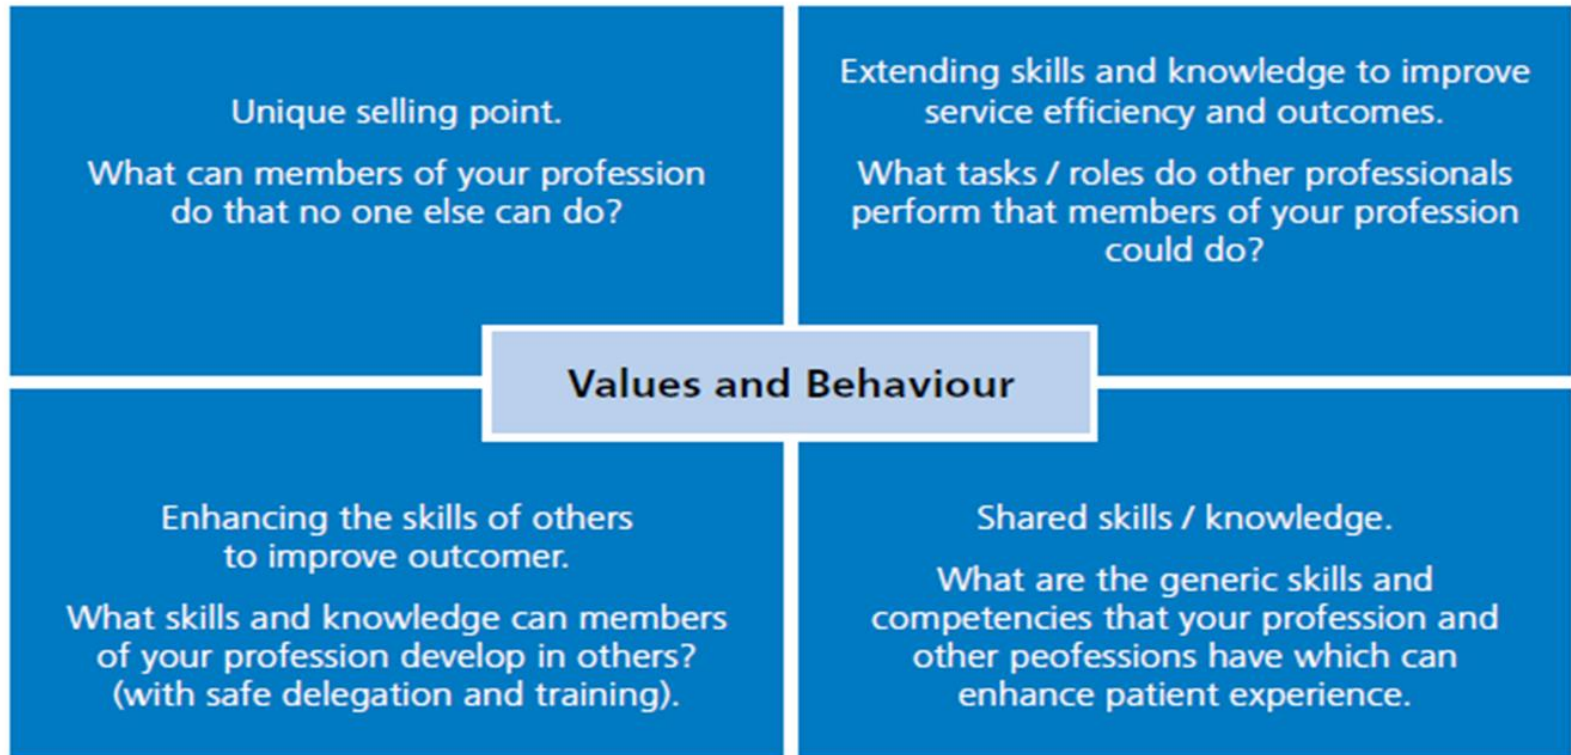 Unique selling point.
What can members of your profession
do that no one else can do?
Extending skills and knowledge to improve
service efficiency and outcomes.
What tasks / roles do other professionals
perform that members of your profession
could do?
Values and Behaviour
Enhancing the skills of others
to improve outcomer.
What skills and knowledge can members
of your profession develop in others?
(with safe delegation and training).
Shared skills / knowledge.
What are the generic skills and
competencies that your profession and
other peofessions have which can
enhance patient experience.